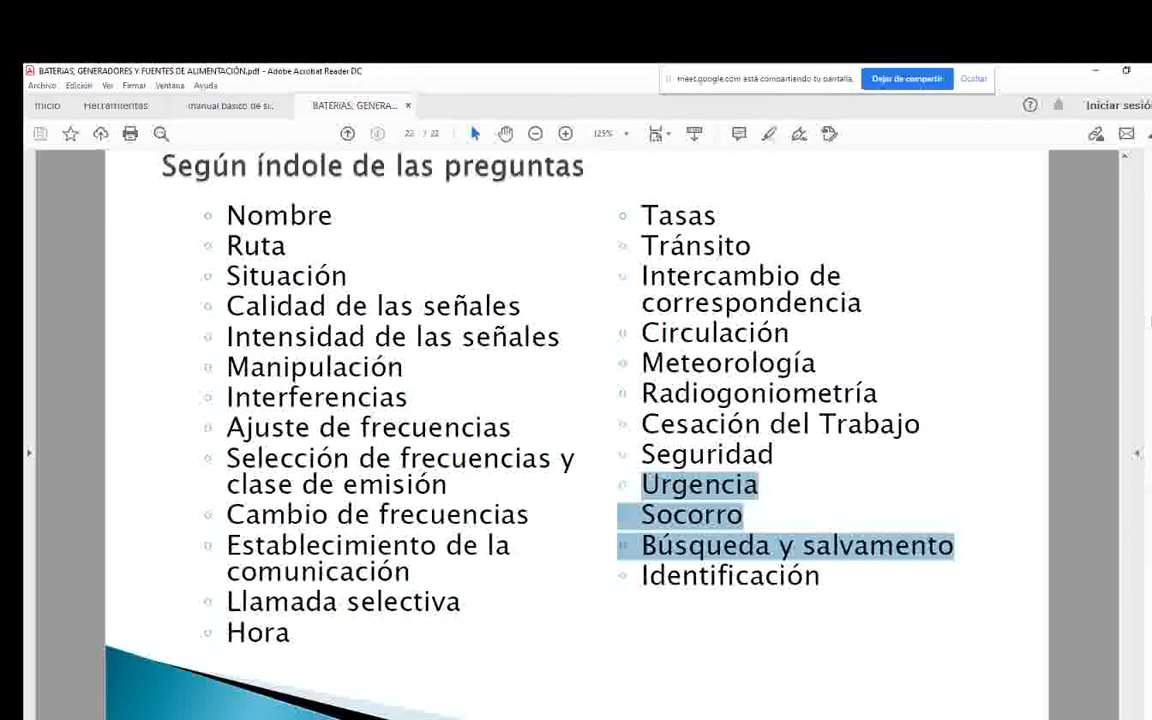 BATERIAS, GENERADORES Y FUENTES DE ALIMENTACIÓN.pdf - Adobe Acrobat Reader DC
meet.google.com está compartiendo tu pantalla. Dejar de compartir Ocultar
Archivo Edición Ver Firmar Ventana Ayuda
Inicio Herramientas manual basico de si... BATERIAS, GENERA... × Iniciar sesió
22 / 22 125%
Según índole de las preguntas
Nombre
Ruta
Situación
Calidad de las señales
Intensidad de las señales
Manipulación
Interferencias
Ajuste de frecuencias
Selección de frecuencias y
clase de emisión
Cambio de frecuencias
Establecimiento de la
comunicación
Llamada selectiva
Hora
Tasas
Tránsito
Intercambio de
correspondencia
Circulación
Meteorología
Radiogoniometría
Cesación del Trabajo
Seguridad
Urgencia
Socorro
Búsqueda y salvamento
Identificación